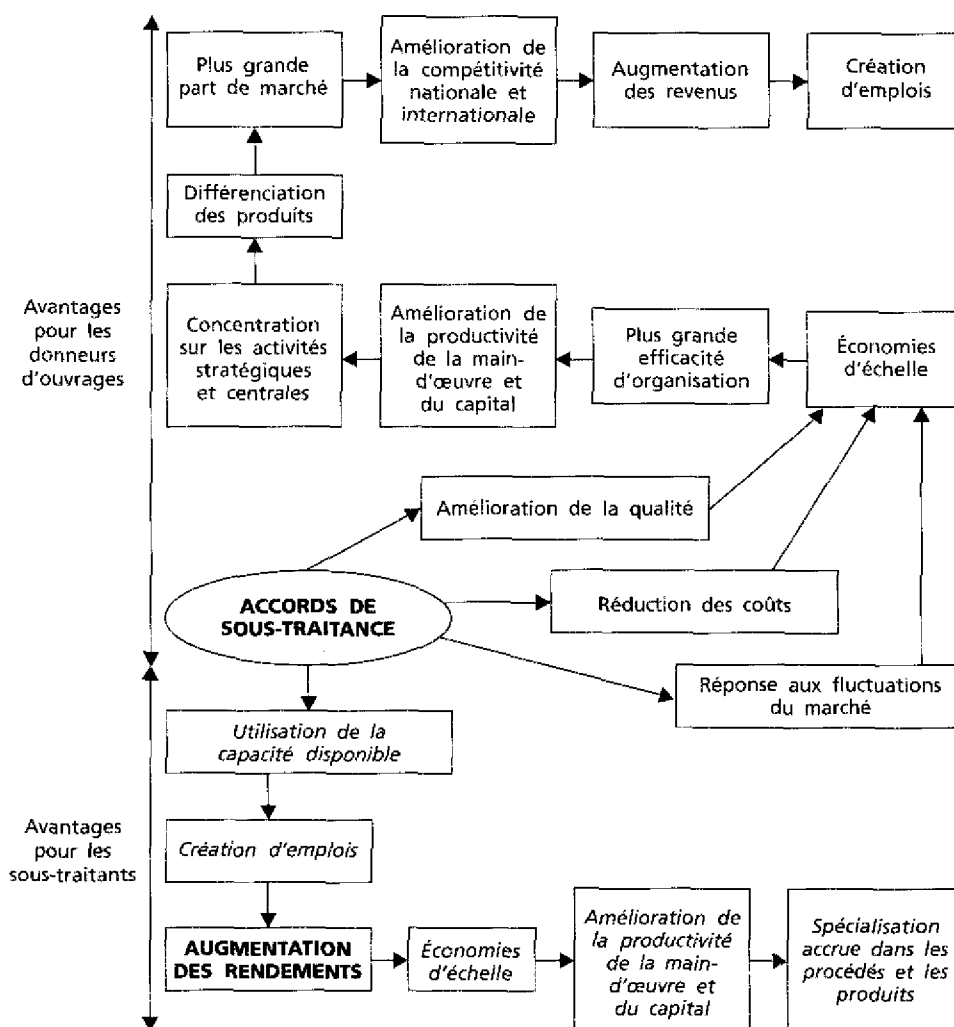 Plus grande
part de marché
Amélioration de
la compétitivité
nationale et
internationale
Augmentation
des revenus
Création
d'emplois
Différenciation
des produits
Avantages
pour les
donneurs
d'ouvrages
Concentration
sur les activités
stratégiques
et centrales
Amélioration de
la productivité
de la main-
d'œuvre et
du capital
Plus grande
efficacité
d'organisation
Économies
d'échelle
Amélioration de la qualité
ACCORDS DE
SOUS-TRAITANCE
Réduction des coûts
Réponse aux fluctuations
du marché
Utilisation de la
capacité disponible
Avantages
pour les
sous-traitants
Création d'emplois
AUGMENTATION
DES RENDEMENTS
Économies
d'échelle
Amélioration de
la productivité
de la main-
d'œuvre et
du capital
Spécialisation
accrue dans les
procédés et les
produits